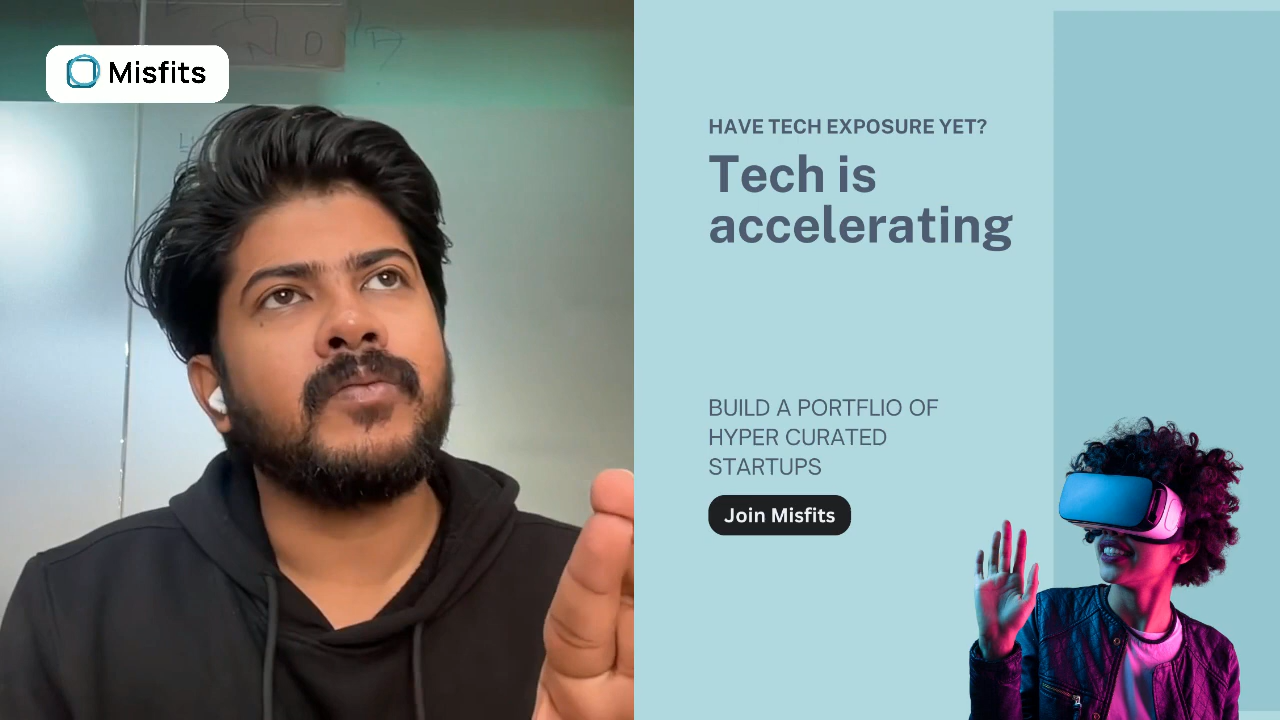 Misfits
HAVE TECH EXPOSURE YET?
Tech is
accelerating
BUILD A PORTFLIO OF
HYPER CURATED
STARTUPS
Join Misfits